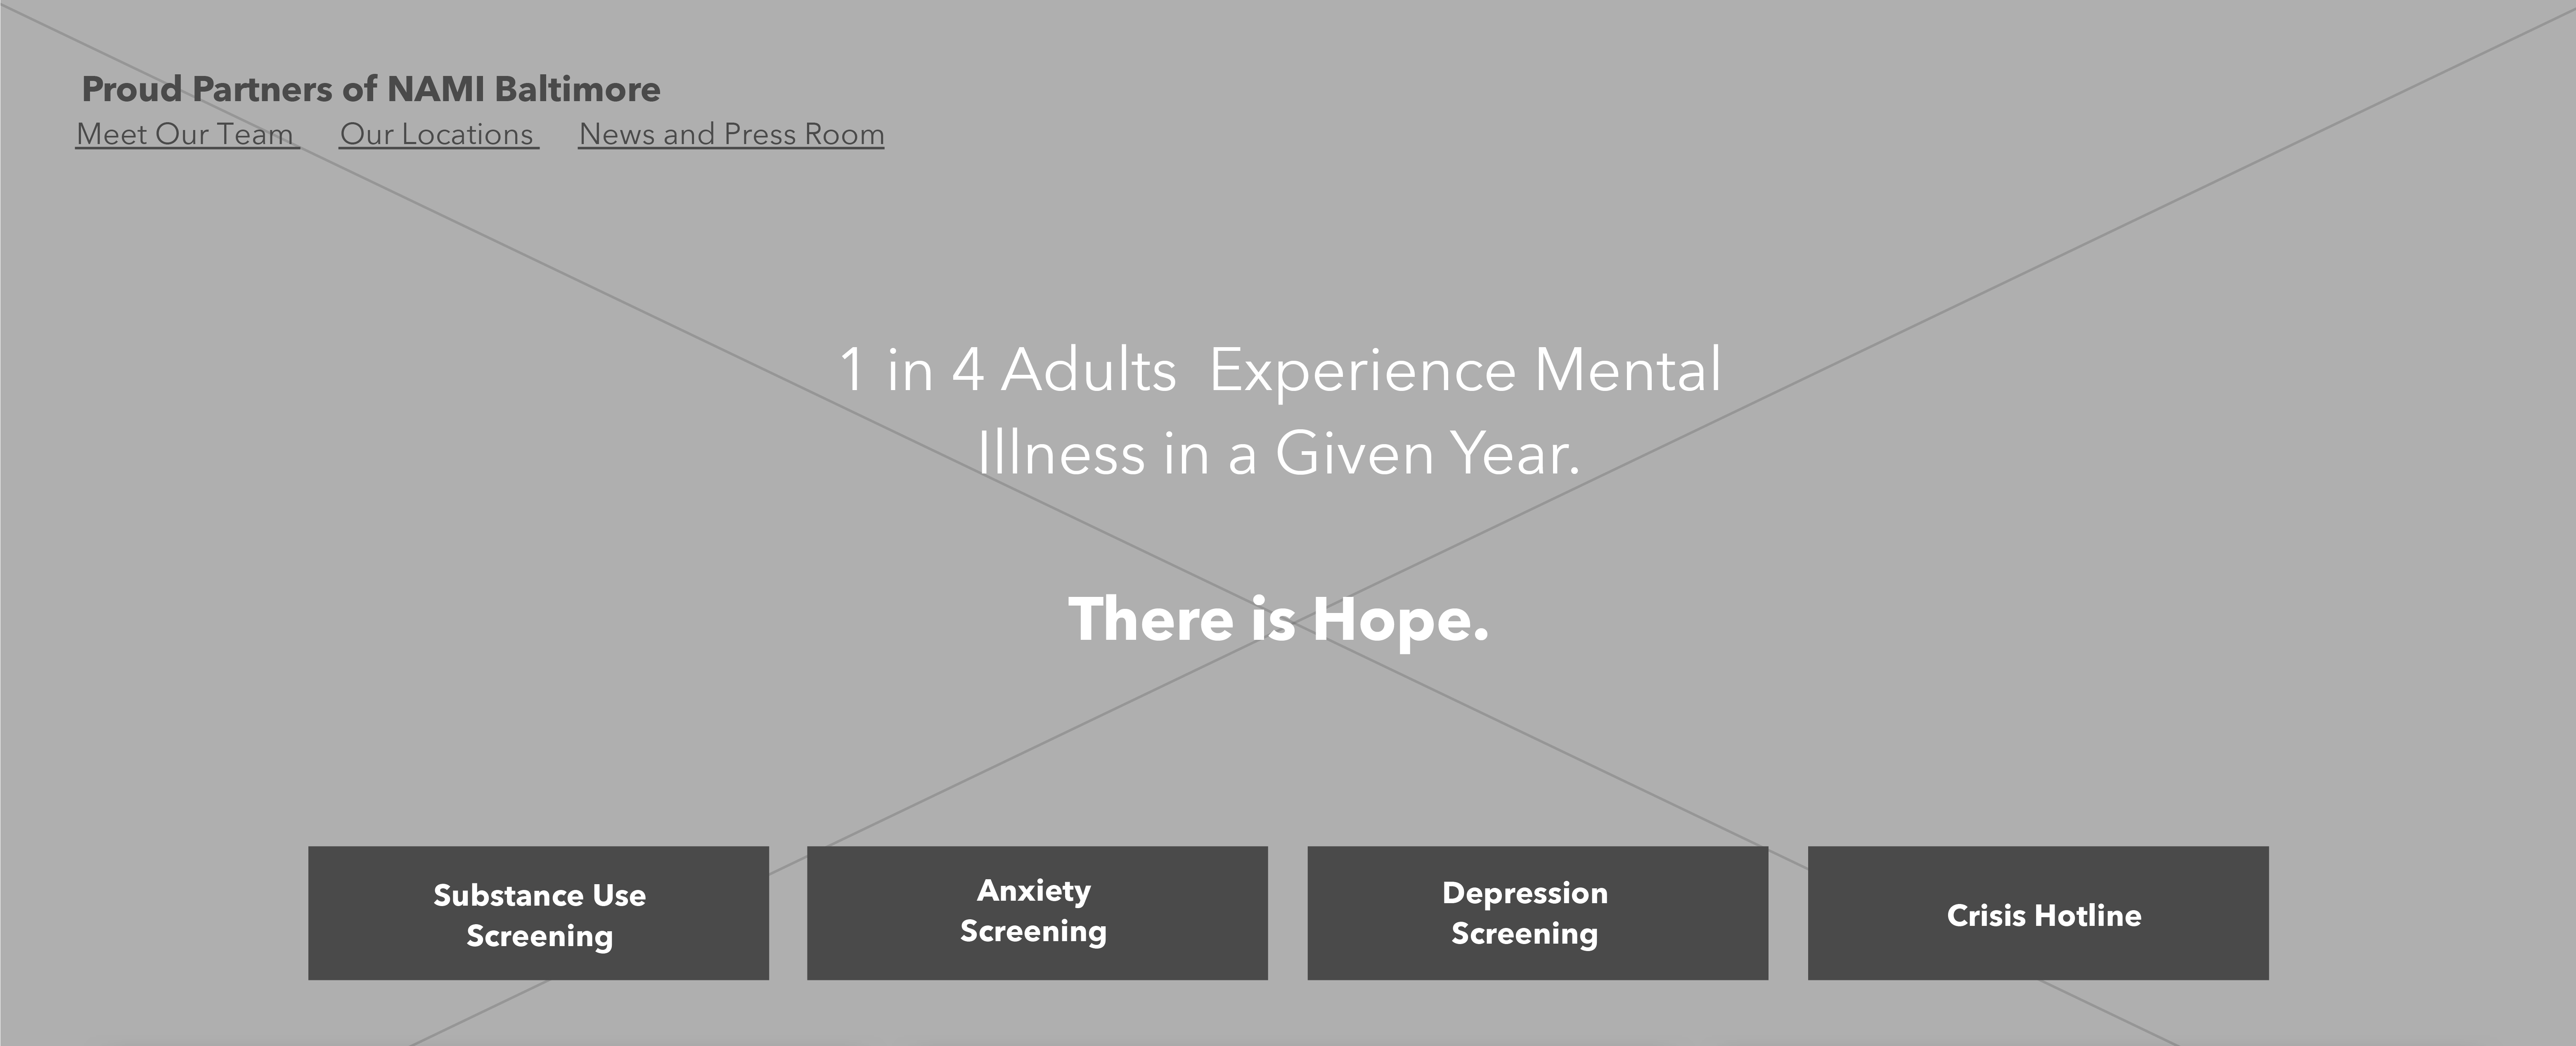 Proud Partners of NAMI Baltimore
Meet Our Team Our Locations News and Press Room
1 in 4 Adults  Experience Mental
Illness in a Given Year.
There is Hope.
Substance Use
Screening
Anxiety
Screening
Depression
Screening
Crisis Hotline